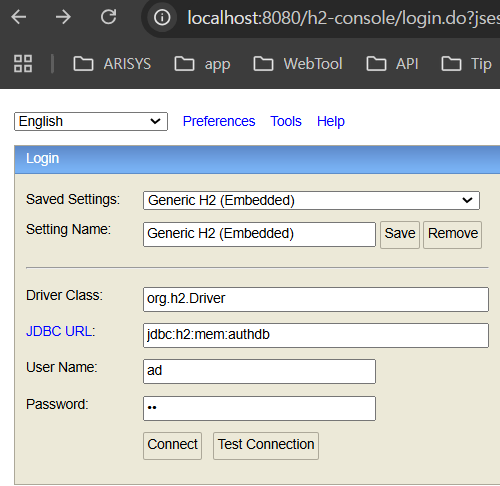 localhost:8080/h2-console/login.do?jses
ARISYS app WebTool API Tip
English Preferences Tools Help
Login
Saved Settings: Generic H2 (Embedded)
Setting Name: Generic H2 (Embedded) Save Remove
Driver Class: org.h2.Driver
JDBC URL: jdbc:h2:mem:authdb
User Name: ad
Password: ••
Connect Test Connection